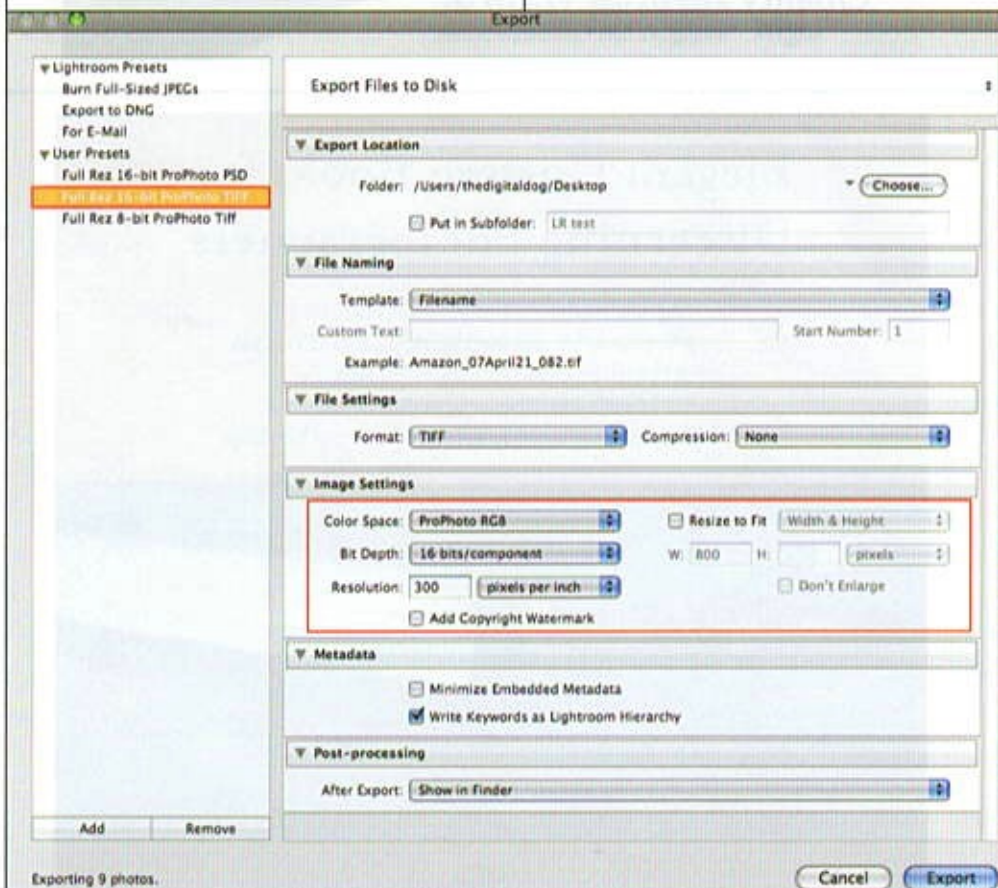 Export
Lightroom Presets
Burn Full-Sized JPEGs
Export to DNG
For E-Mail
User Presets
Full Rez 16-bit ProPhoto PSD
Full Rez 16-bit ProPhoto Tiff
Full Rez 8-bit ProPhoto Tiff
Add Remove
Export Files to Disk
Export Location
Folder: /Users/thedigitaldog/Desktop Choose...
Put in Subfolder: LR test
File Naming
Template: Filename
Custom Text: Start Number: 1
Example: Amazon_07April21_082.tif
File Settings
Format: TIFF Compression: None
Image Settings
Color Space: ProPhoto RGB Resize to Fit Width & Height
Bit Depth: 16 bits/component W: 800 H: pixels
Resolution: 300 pixels per inch Don't Enlarge
Add Copyright Watermark
Metadata
Minimize Embedded Metadata
Write Keywords as Lightroom Hierarchy
Post-processing
After Export: Show in Finder
Exporting 9 photos. Cancel Export